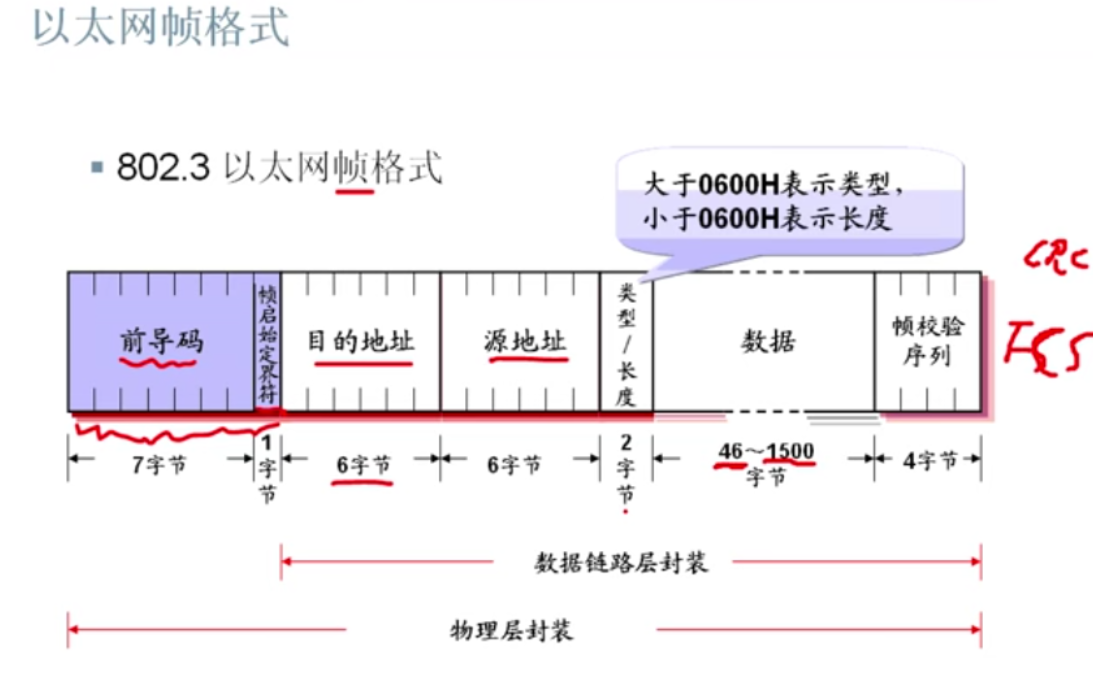 以太网帧格式
802.3 以太网帧格式
大于0600H表示类型，
小于0600H表示长度
CRC
前导码
帧启始定界符
目的地址
源地址
类型/长度
数据
帧校验
序列
FCS
7字节
1字节
6字节
6字节
2字节
46～1500
字节
4字节
数据链路层封装
物理层封装